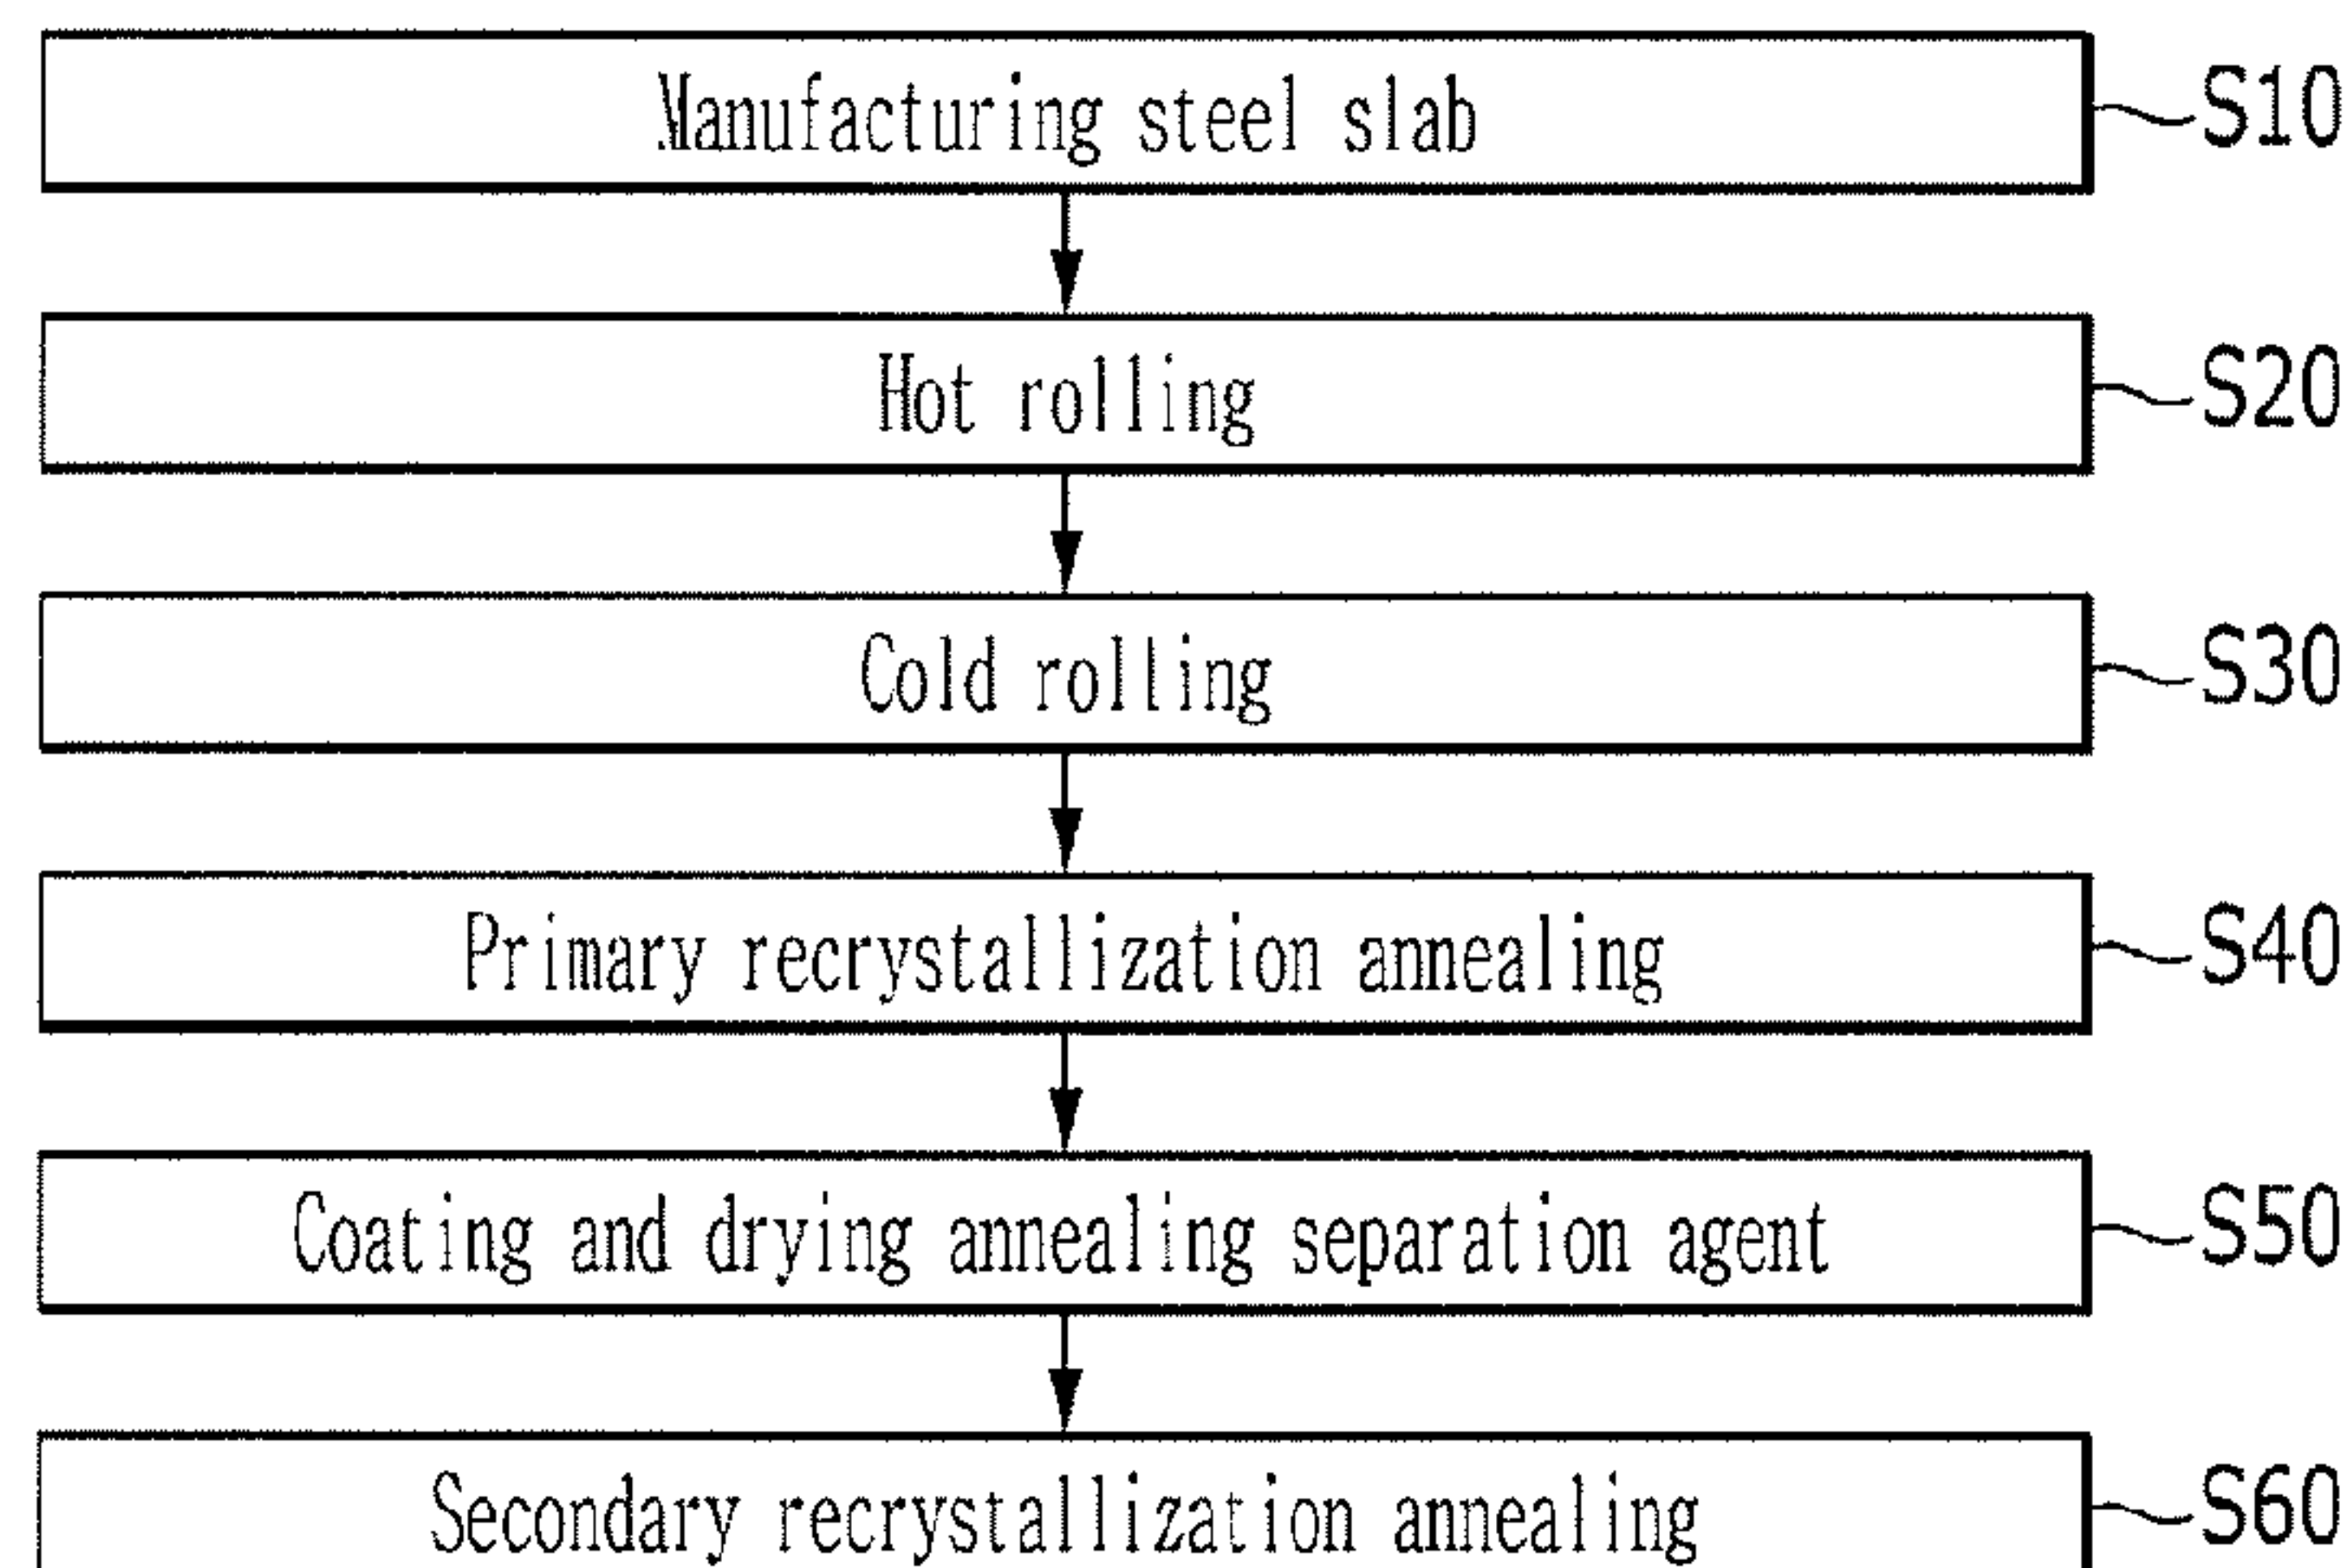 Manufacturing steel slab S10
Hot rolling S20
Cold rolling S30
Primary recrystallization annealing S40
Coating and drying annealing separation agent S50
Secondary recrystallization annealing S60